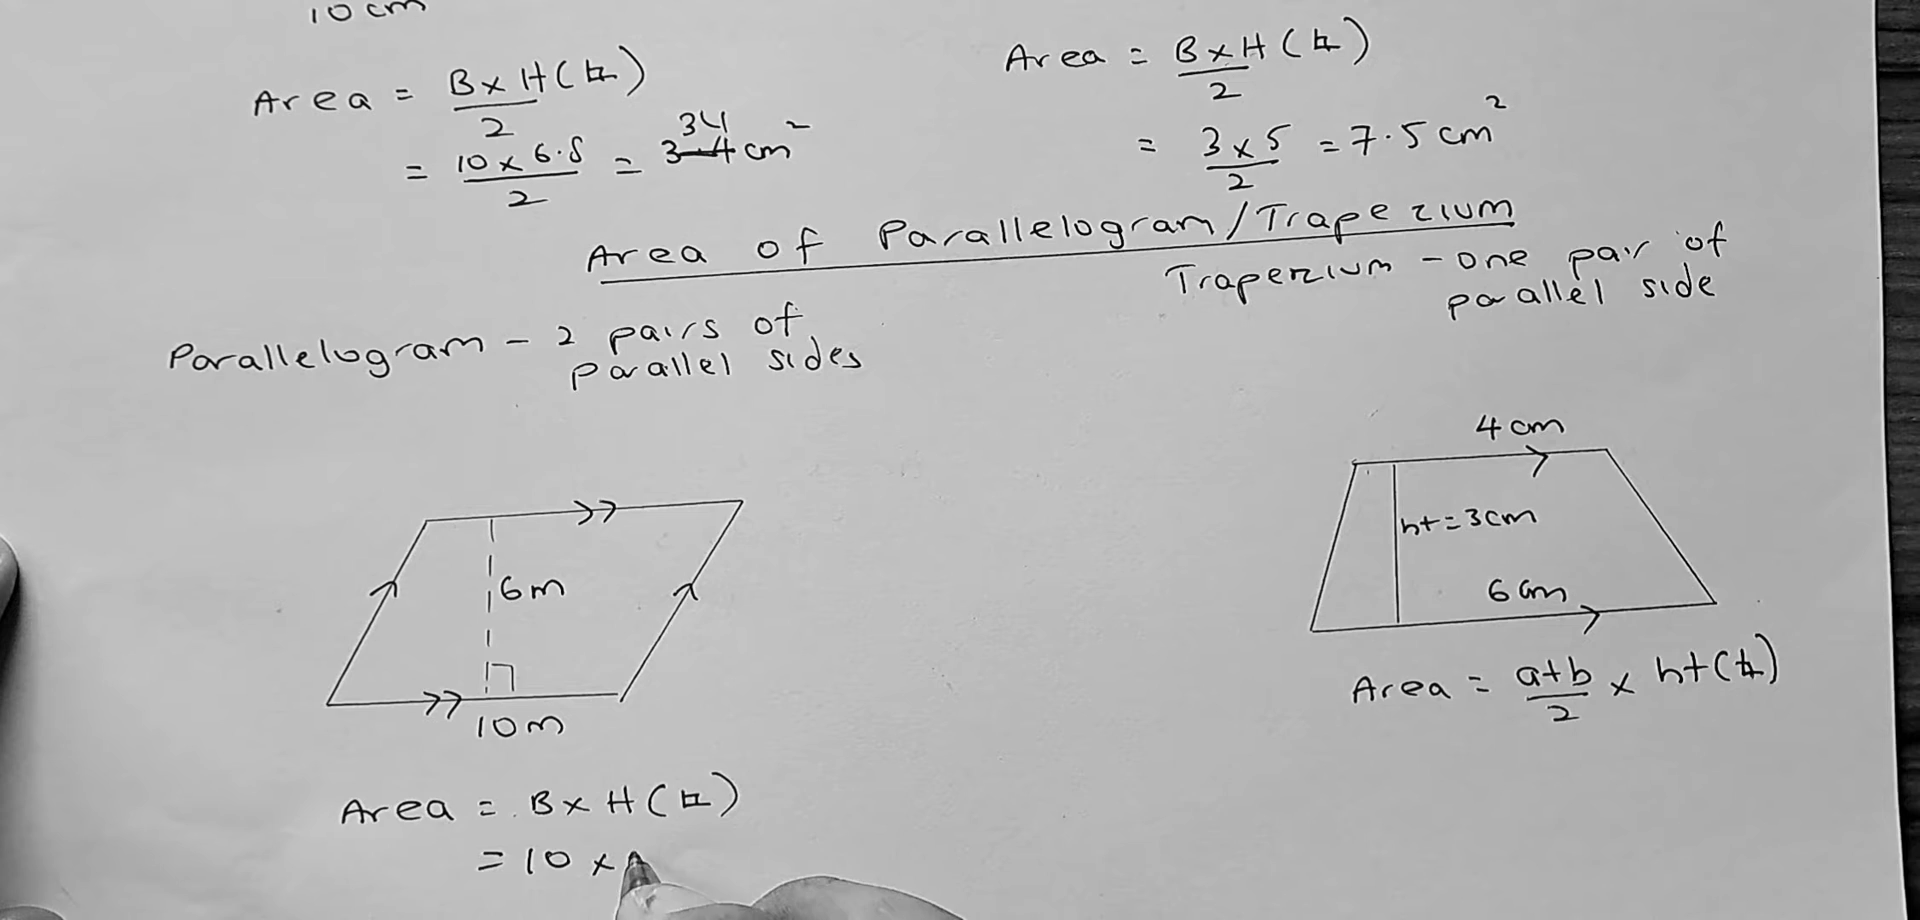 10 cm
Area = B x H (⊾)
2
= 10 x 6.8 = 3.4 34 cm²
2
Area = B x H (⊾)
2
= 3 x 5 = 7.5 cm²
2
Area of Parallelogram/Trapezium
Parallelogram - 2 pairs of
parallel sides
Trapezium - one pair of
parallel side
6m
10m
Area = B x H (⊾)
= 10 x
4 cm
ht = 3cm
6 cm
Area = a+b x ht (⊾)
2